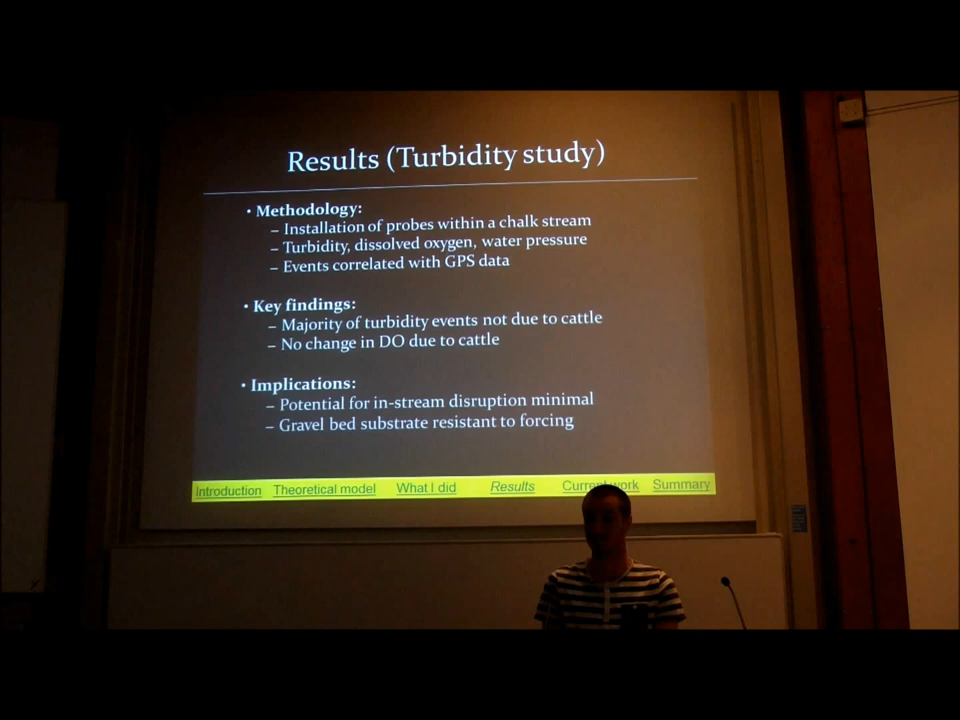 Results (Turbidity study)
• Methodology:
– Installation of probes within a chalk stream
– Turbidity, dissolved oxygen, water pressure
– Events correlated with GPS data
• Key findings:
– Majority of turbidity events not due to cattle
– No change in DO due to cattle
• Implications:
– Potential for in-stream disruption minimal
– Gravel bed substrate resistant to forcing
Introduction Theoretical model What I did Results Current work Summary